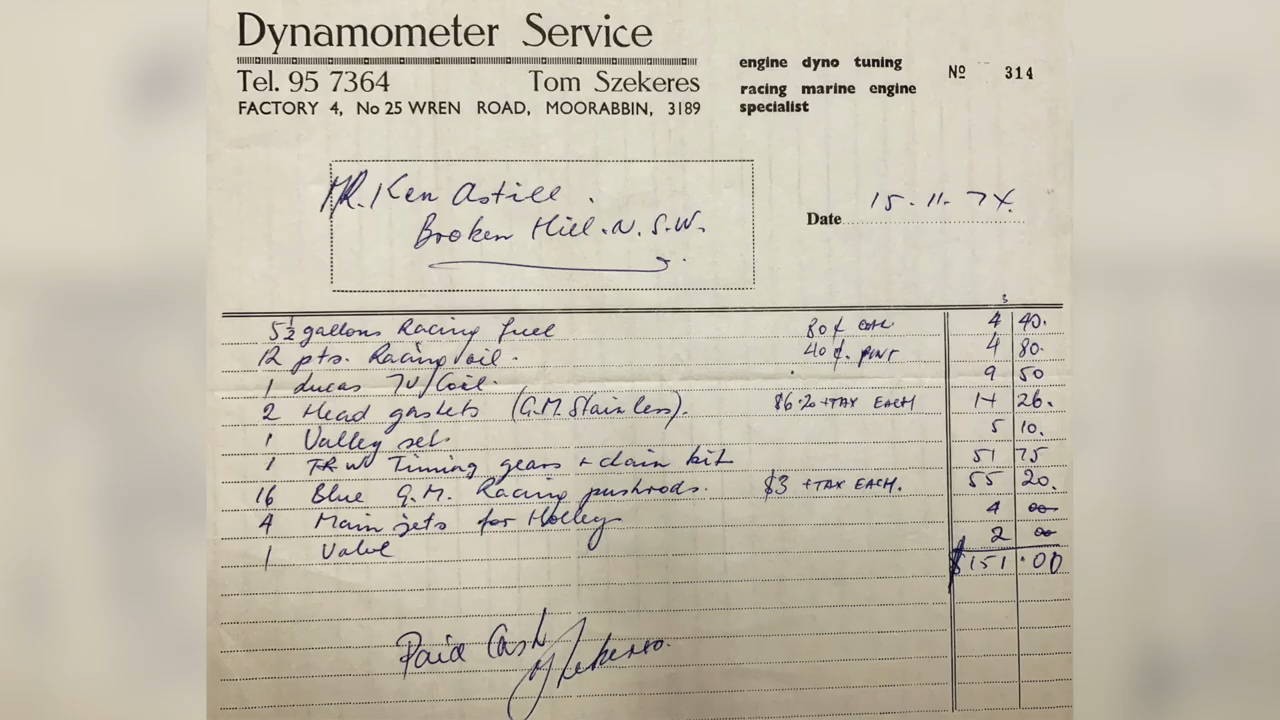 Dynamometer Service
Tel. 95 7364 Tom Szekeres
FACTORY 4, No 25 WREN ROAD, MOORABBIN, 3189
engine dyno tuning
racing marine engine
specialist
No 314
MR. Ken Astill.
Broken Hill. N.S.W.
Date 15.11.74.
$
5½ gallons Racing fuel 80¢ GAL 4 40.
12 pts. Racing oil. 40¢. PINT 4 80.
1 Lucas 7V/Coil. 9 50
2 Head gaskets (G.M. Stainless). $6.20 +TAX EACH 14 26.
1 Valley set 5 10.
1 TRW Timing gears + chain kit 51 75
16 Blue G.M. Racing pushrods. $3 +TAX EACH. 55 20.
4 Main jets for Holleys 4 00
1 Valve 2 00
$151.00
Paid Cash
TSzekeres.